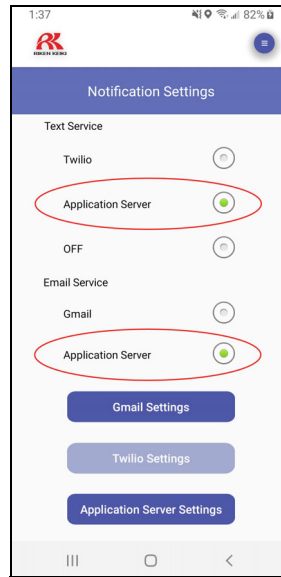 1:37 82%
RK
RIKEN KEIKI
Notification Settings
Text Service
Twilio
Application Server
OFF
Email Service
Gmail
Application Server
Gmail Settings
Twilio Settings
Application Server Settings